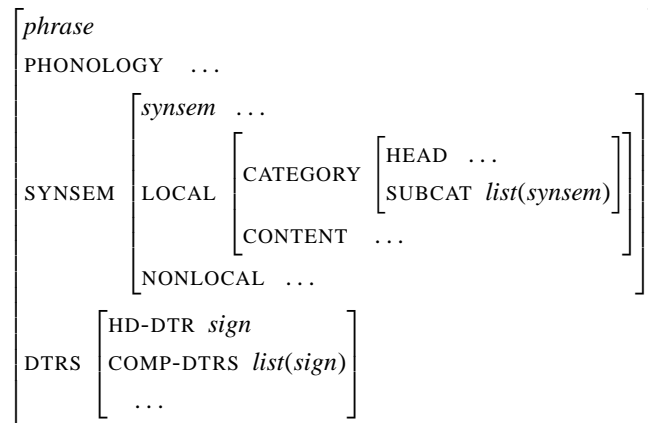 phrase
PHONOLOGY ...
synsem ...
HEAD ...
CATEGORY
SUBCAT list(synsem)
SYNSEM LOCAL
CONTENT ...
NONLOCAL ...
HD-DTR sign
DTRS COMP-DTRS list(sign)
...